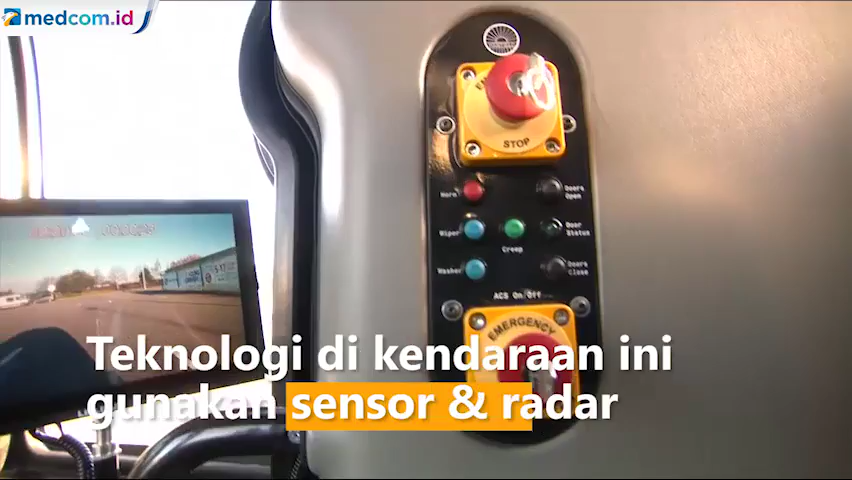 medcom.id
STOP
Horn
Doors Open
Wiper
Door Status
Creep
Washer
Doors Close
ACS On Off
EMERGENCY
Teknologi di kendaraan ini
gunakan sensor & radar